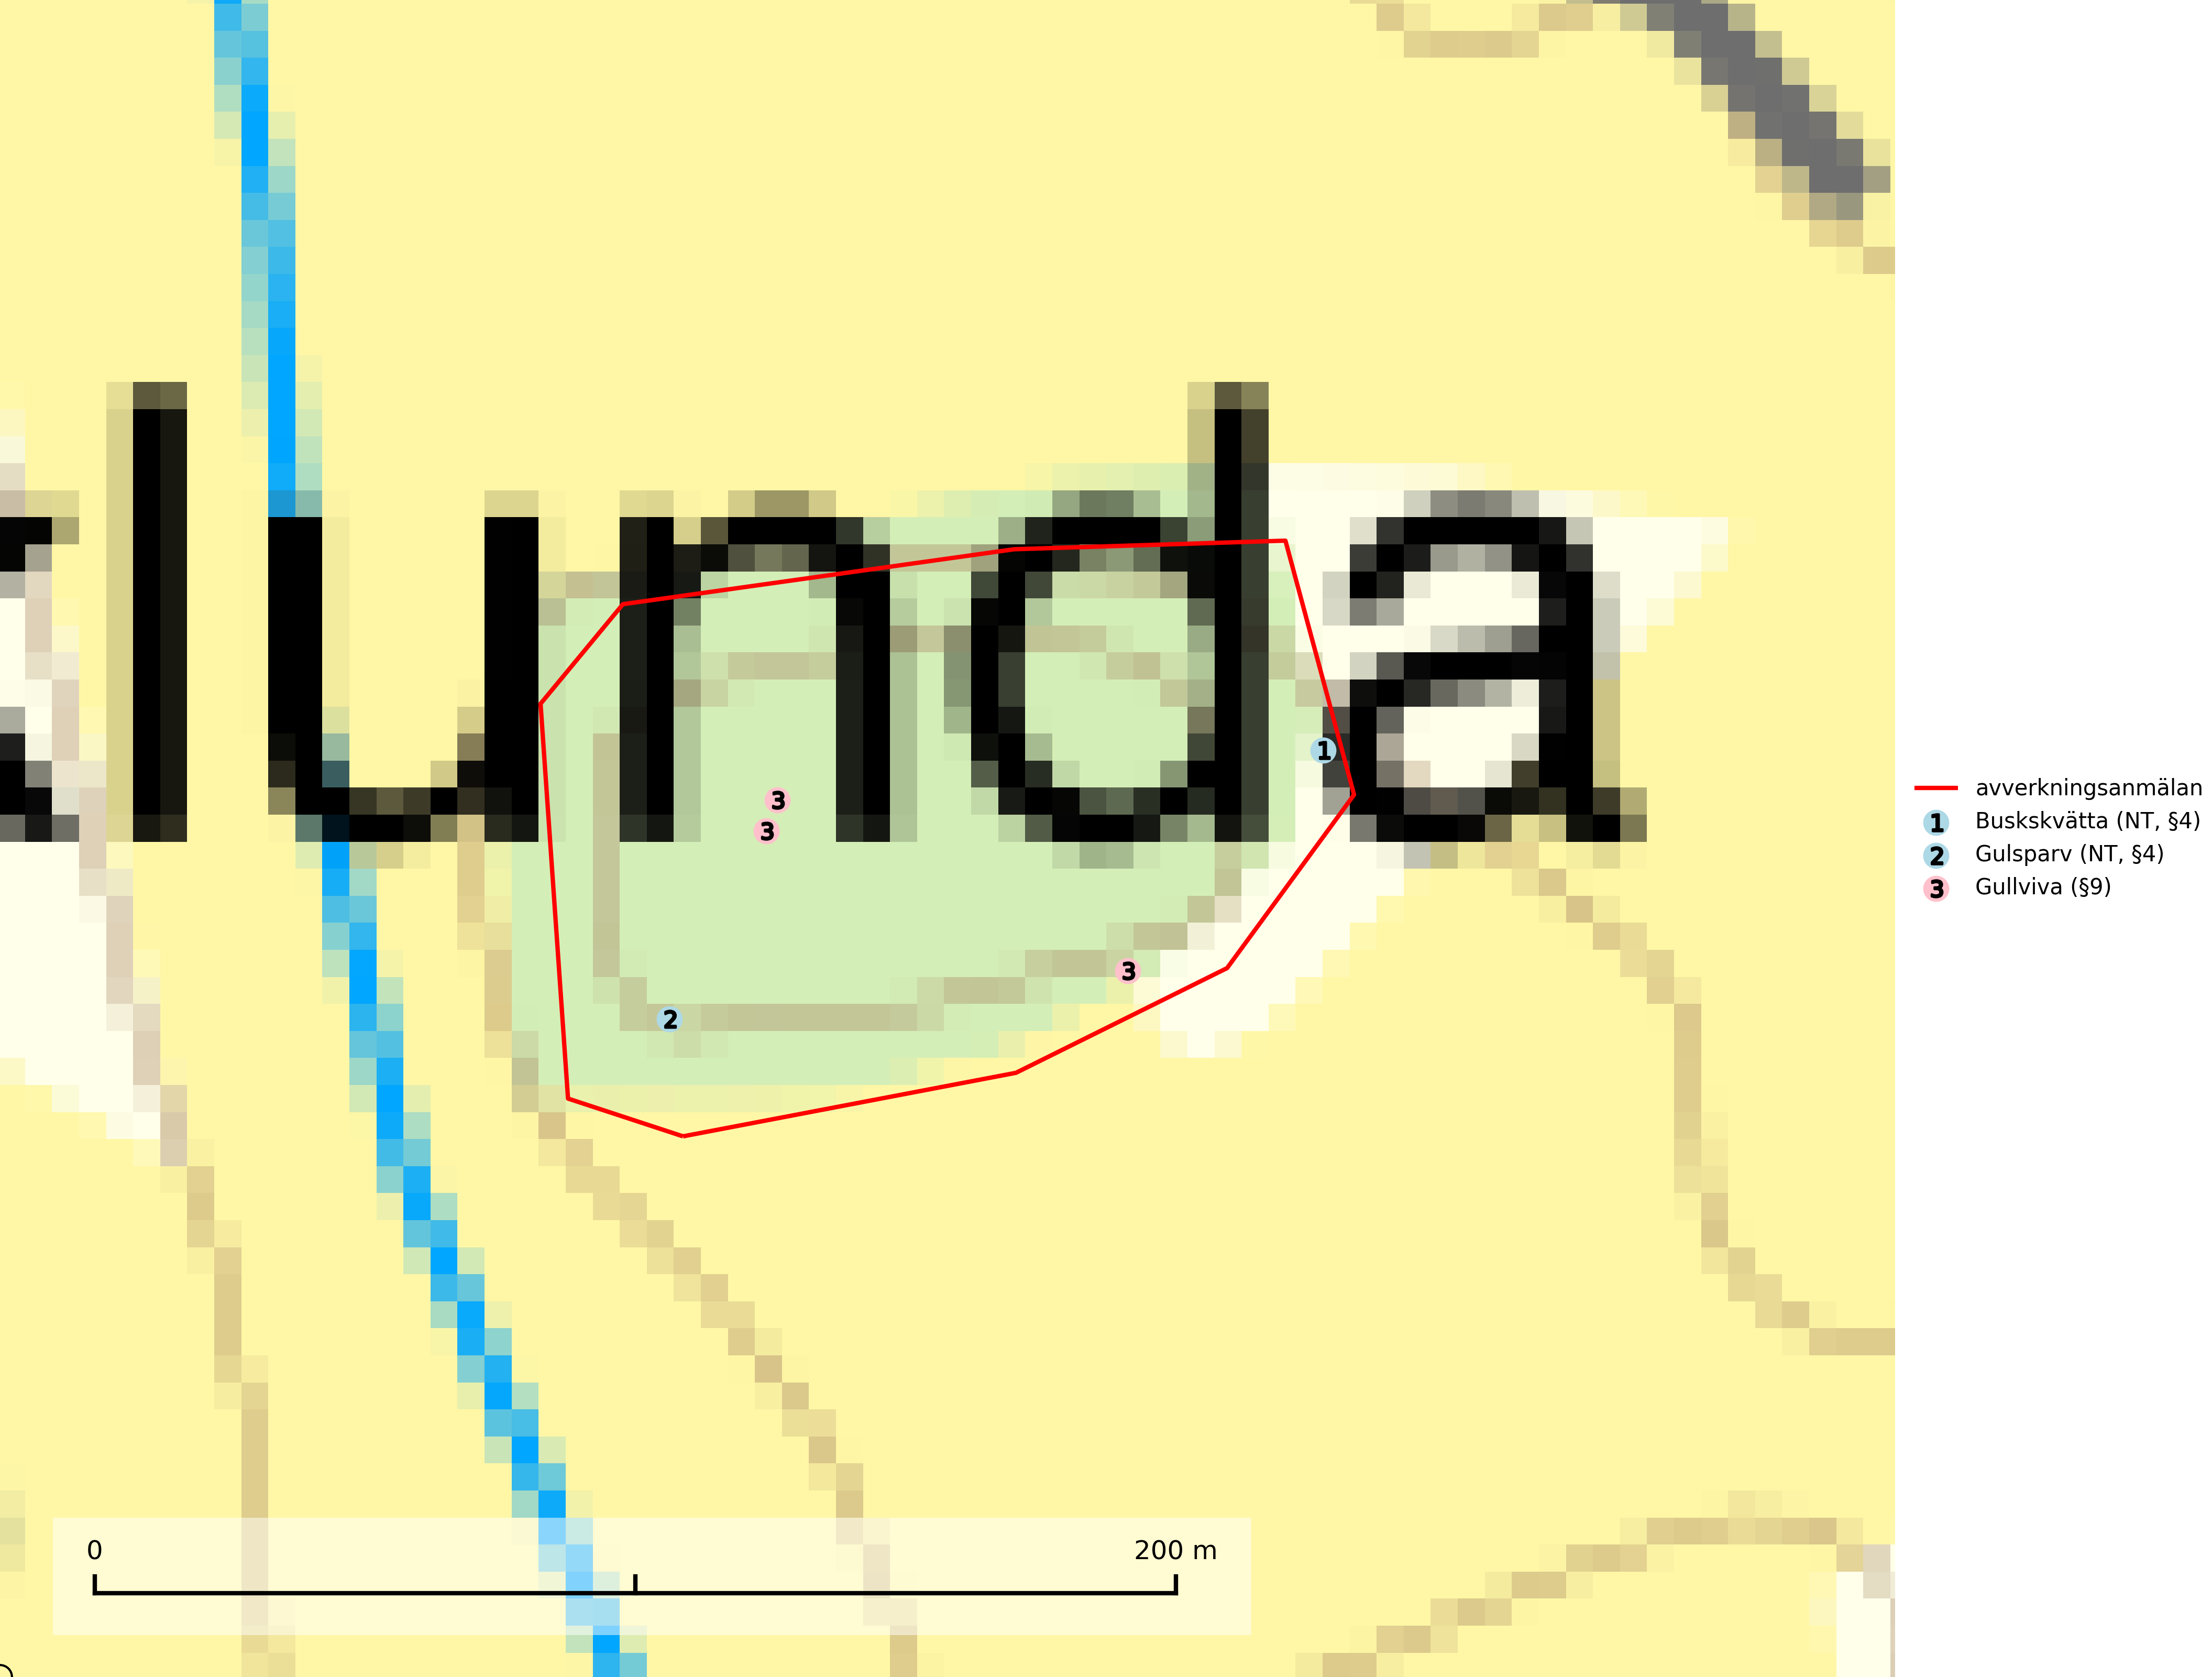 lunda
1
3
3
3
2
0 200 m
avverkningsanmälan
1 Buskskvätta (NT, §4)
2 Gulsparv (NT, §4)
3 Gullviva (§9)